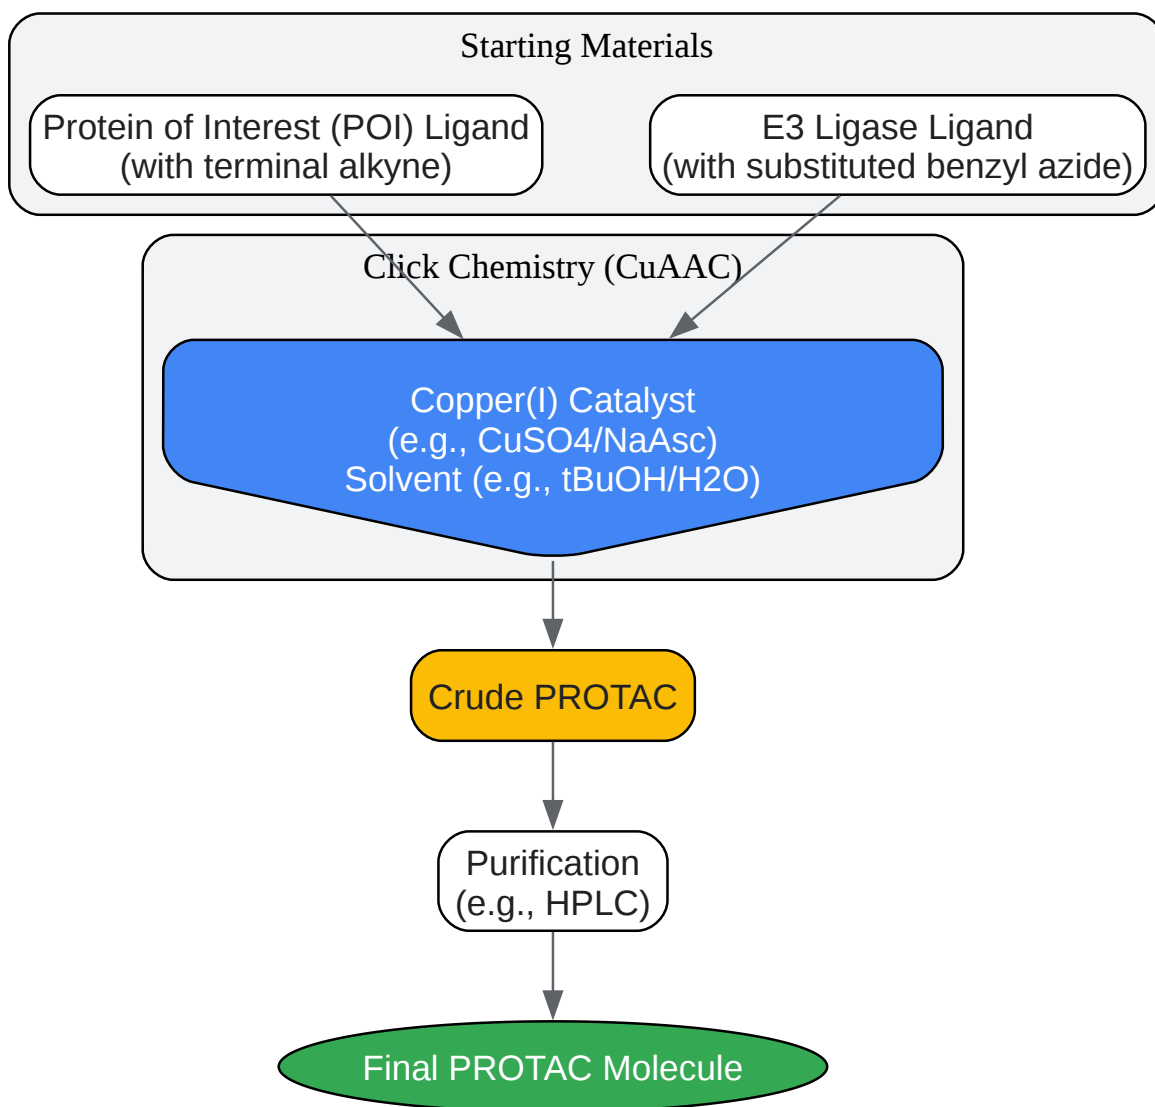 Starting Materials
Protein of Interest (POI) Ligand
(with terminal alkyne)
E3 Ligase Ligand
(with substituted benzyl azide)
Click Chemistry (CuAAC)
Copper(I) Catalyst
(e.g., CuSO4/NaAsc)
Solvent (e.g., tBuOH/H2O)
Crude PROTAC
Purification
(e.g., HPLC)
Final PROTAC Molecule